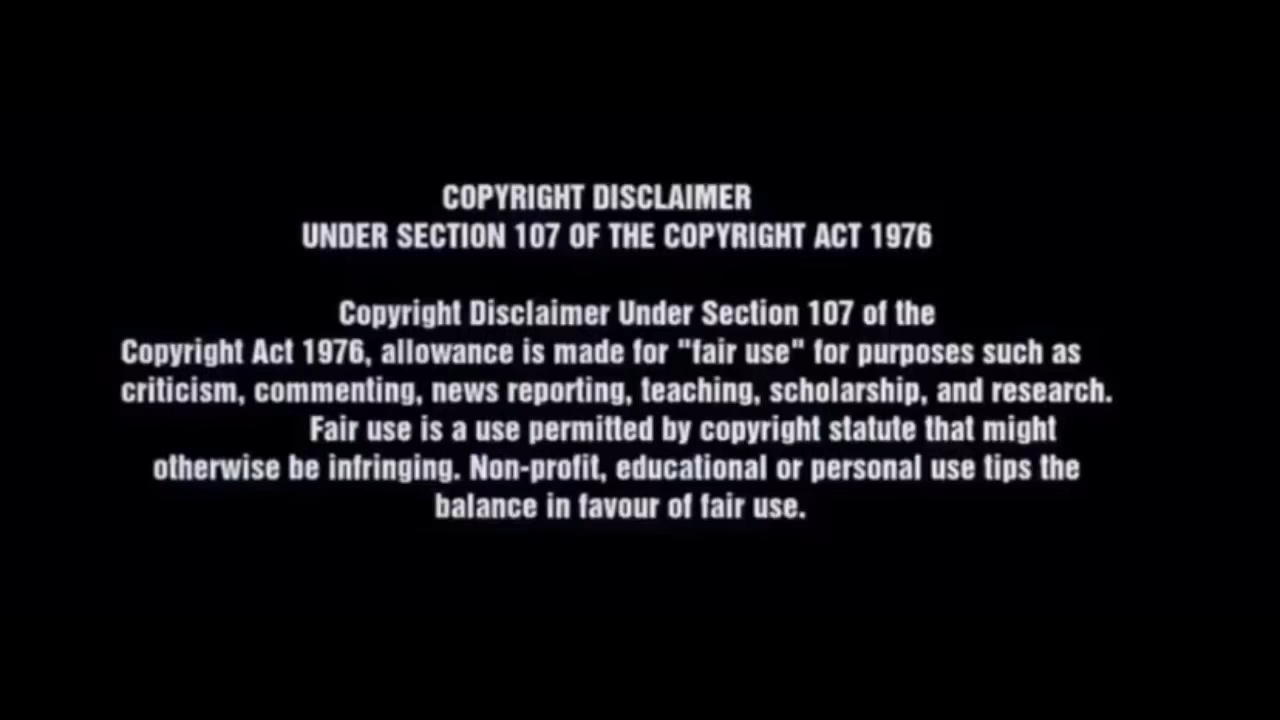 COPYRIGHT DISCLAIMER
UNDER SECTION 107 OF THE COPYRIGHT ACT 1976
Copyright Disclaimer Under Section 107 of the
Copyright Act 1976, allowance is made for "fair use" for purposes such as
criticism, commenting, news reporting, teaching, scholarship, and research.
Fair use is a use permitted by copyright statute that might
otherwise be infringing. Non-profit, educational or personal use tips the
balance in favour of fair use.